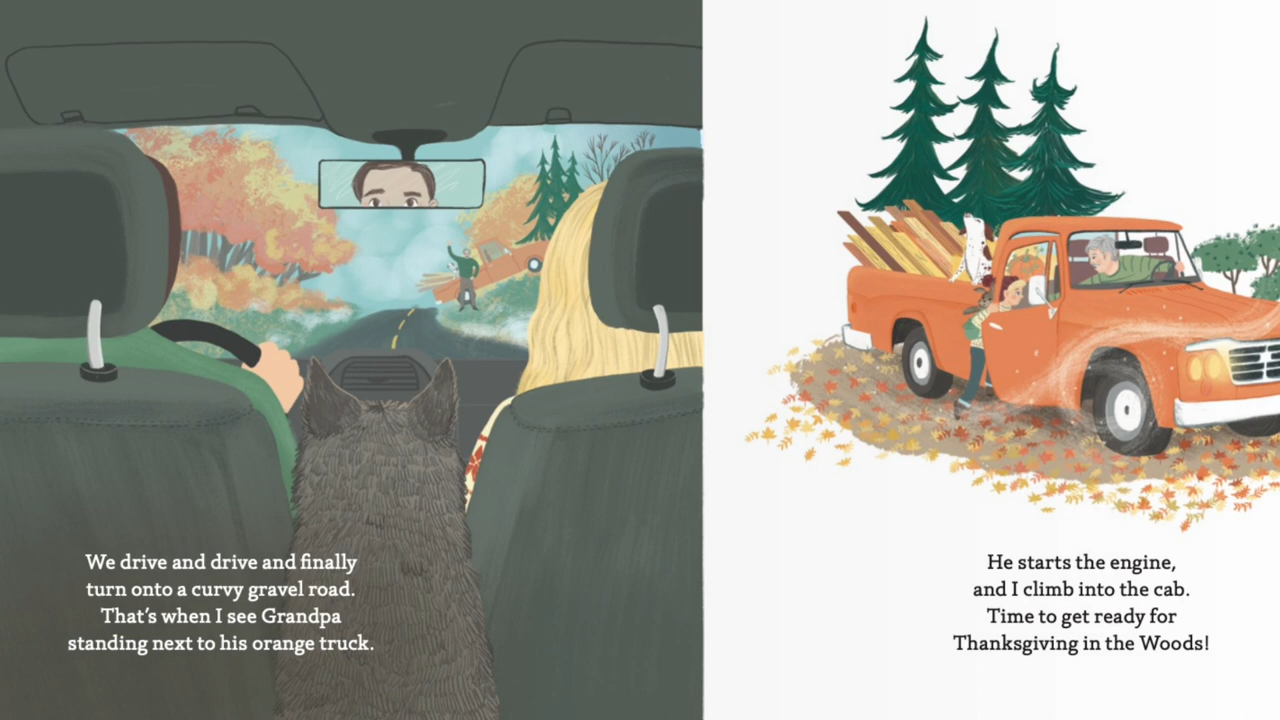 We drive and drive and finally
turn onto a curvy gravel road.
That’s when I see Grandpa
standing next to his orange truck.
He starts the engine,
and I climb into the cab.
Time to get ready for
Thanksgiving in the Woods!